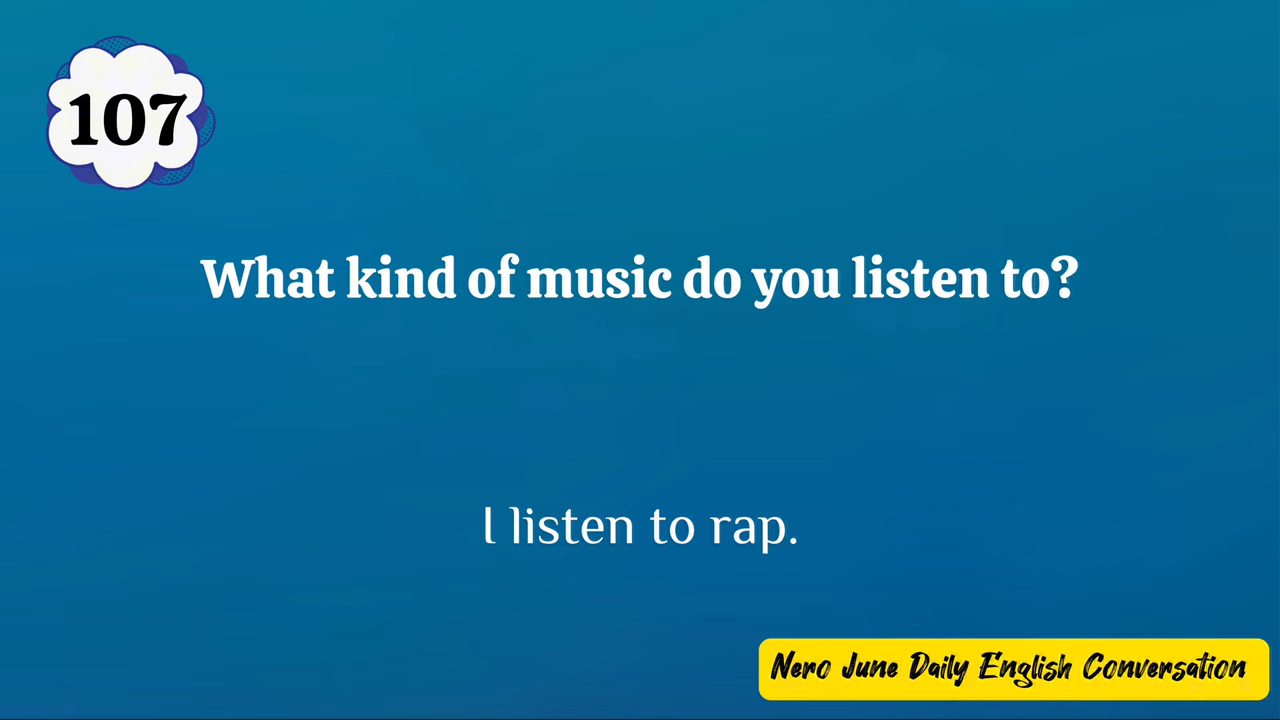 107
What kind of music do you listen to?
I listen to rap.
Nero June Daily English Conversation